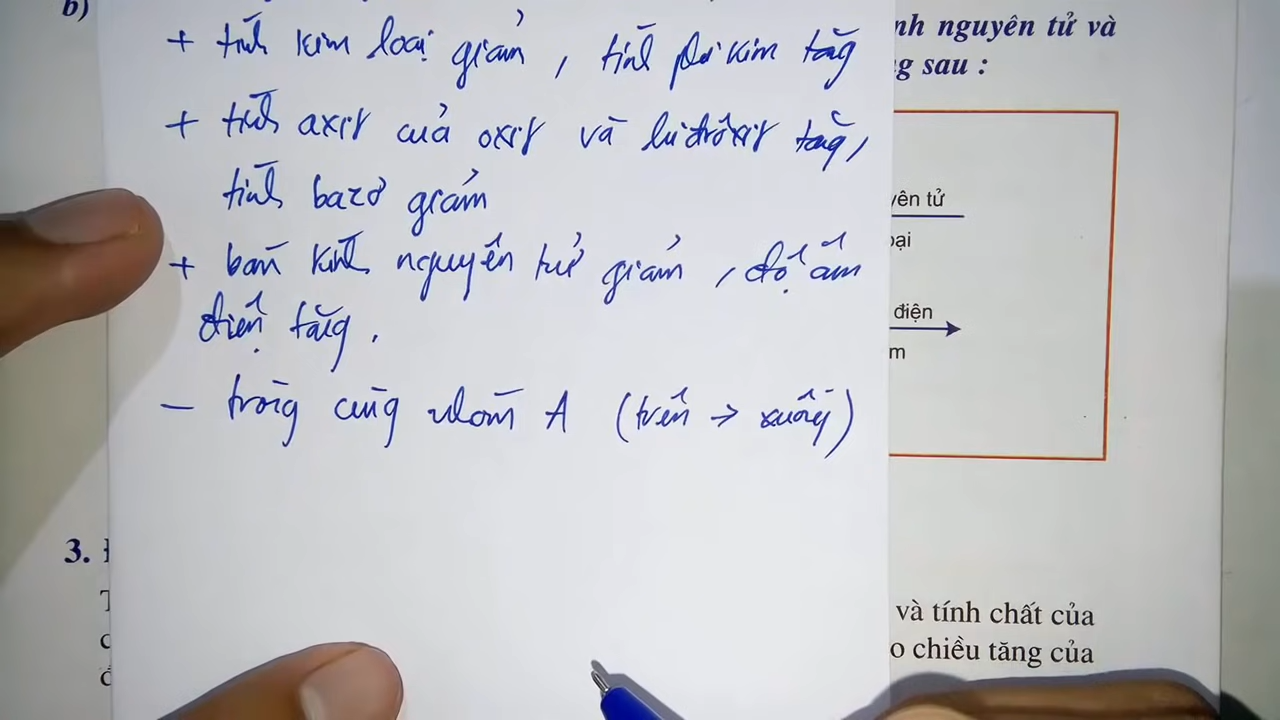 b)
+ tính kim loại giảm, tính phi kim tăng
+ tính axit của oxit và hiđroxit tăng,
tính bazơ giảm
+ bán kính nguyên tử giảm, độ âm
điện tăng.
- trong cùng nhóm A (trên → xuống)
nh nguyên tử và
g sau :
yên tử
ại
điện
m
3.
và tính chất của
o chiều tăng của